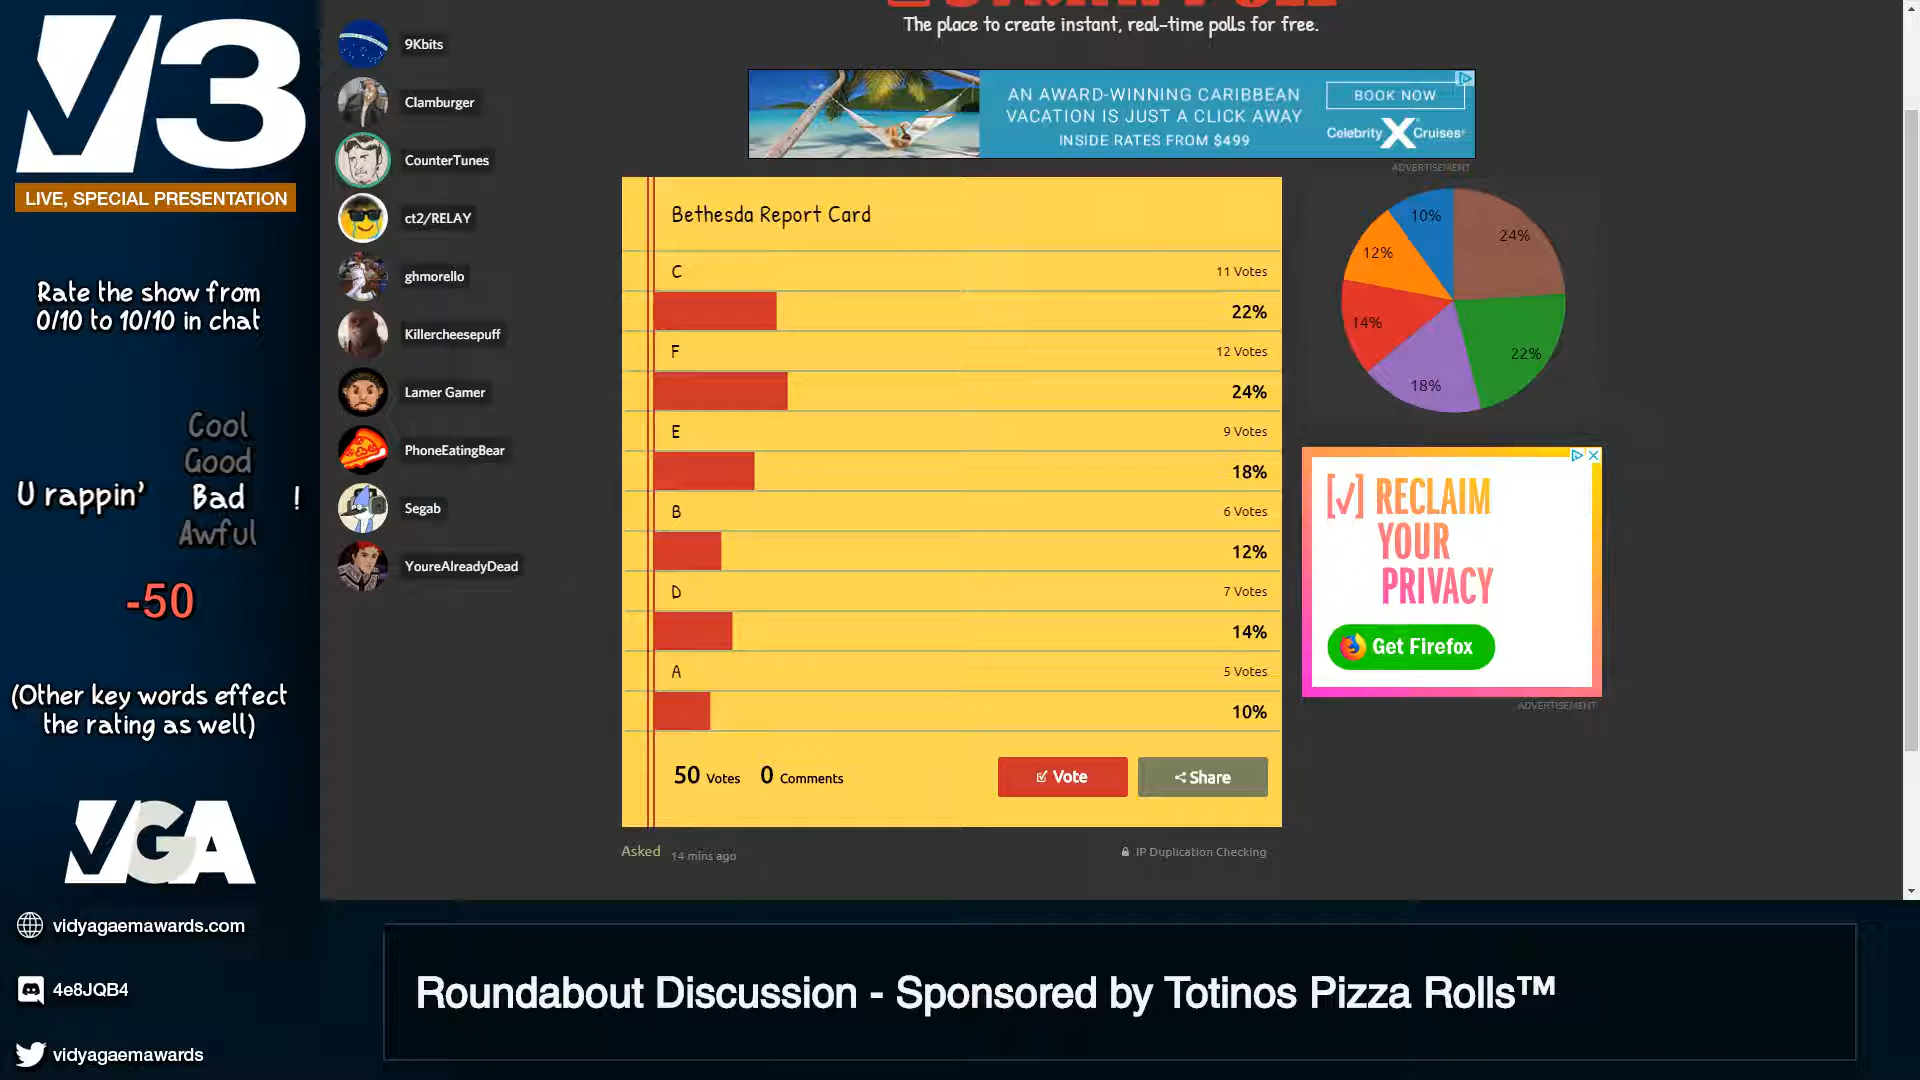 V3
LIVE, SPECIAL PRESENTATION
Rate the show from
0/10 to 10/10 in chat
Cool
Good
U rappin' Bad !
Awful
-50
(Other key words effect
the rating as well)
VGA
vidyagaemawards.com
4e8JQB4
vidyagaemawards
9Kbits
Clamburger
CounterTunes
ct2/RELAY
ghmorello
Killercheesepuff
Lamer Gamer
PhoneEatingBear
Segab
YoureAlreadyDead
The place to create instant, real-time polls for free.
AN AWARD-WINNING CARIBBEAN
VACATION IS JUST A CLICK AWAY
INSIDE RATES FROM $499
BOOK NOW
Celebrity X Cruises®
ADVERTISEMENT
Bethesda Report Card
C 11 Votes
22%
F 12 Votes
24%
E 9 Votes
18%
B 6 Votes
12%
D 7 Votes
14%
A 5 Votes
10%
50 Votes 0 Comments
Vote
Share
Asked 14 mins ago
IP Duplication Checking
10%
24%
12%
14%
22%
18%
[✓] RECLAIM
YOUR
PRIVACY
Get Firefox
ADVERTISEMENT
Roundabout Discussion - Sponsored by Totinos Pizza Rolls™